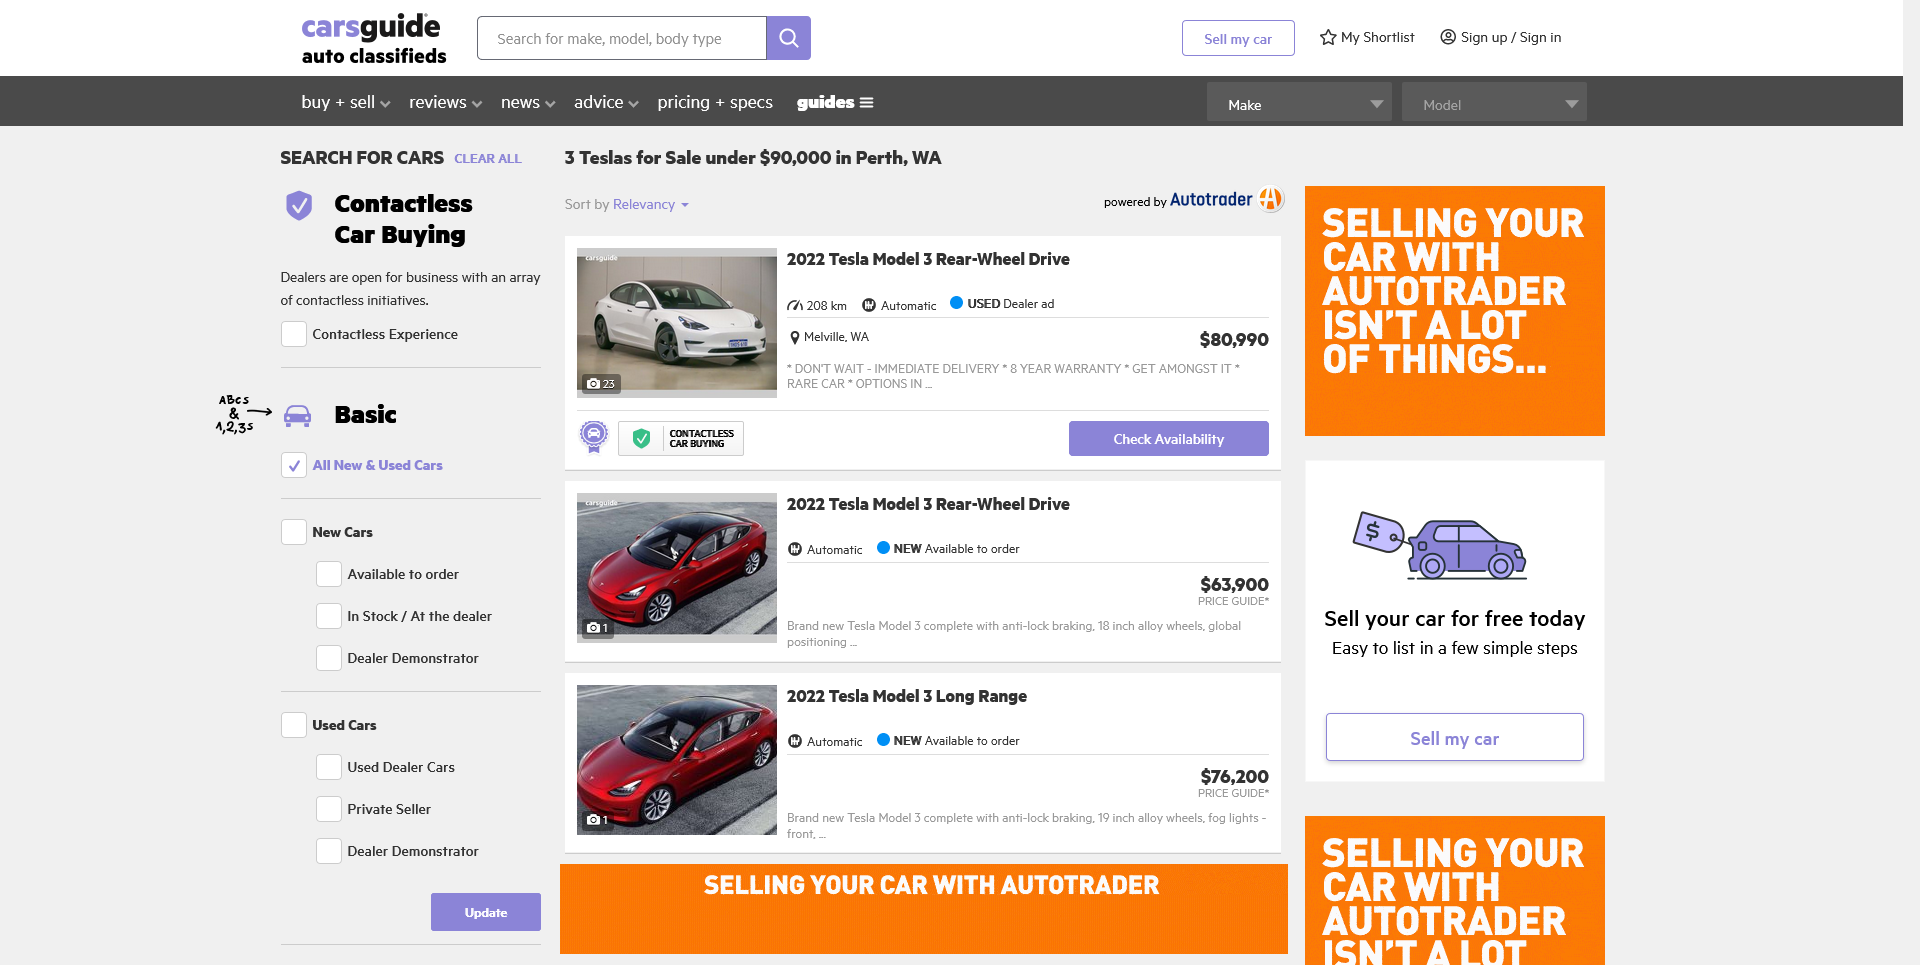 carsguide
auto classifieds
Search for make, model, body type
Sell my car
My Shortlist
Sign up / Sign in
buy + sell
reviews
news
advice
pricing + specs
guides
Make
Model
SEARCH FOR CARS
CLEAR ALL
Contactless
Car Buying
Dealers are open for business with an array
of contactless initiatives.
Contactless Experience
ABCs
&
1,2,3s
Basic
All New & Used Cars
New Cars
Available to order
In Stock / At the dealer
Dealer Demonstrator
Used Cars
Used Dealer Cars
Private Seller
Dealer Demonstrator
Update
3 Teslas for Sale under $90,000 in Perth, WA
Sort by Relevancy
powered by Autotrader
carsguide
23
2022 Tesla Model 3 Rear-Wheel Drive
208 km
Automatic
USED Dealer ad
Melville, WA
$80,990
* DON'T WAIT - IMMEDIATE DELIVERY * 8 YEAR WARRANTY * GET AMONGST IT *
RARE CAR * OPTIONS IN ...
CONTACTLESS
CAR BUYING
Check Availability
carsguide
1
2022 Tesla Model 3 Rear-Wheel Drive
Automatic
NEW Available to order
$63,900
PRICE GUIDE*
Brand new Tesla Model 3 complete with anti-lock braking, 18 inch alloy wheels, global
positioning ...
1
2022 Tesla Model 3 Long Range
Automatic
NEW Available to order
$76,200
PRICE GUIDE*
Brand new Tesla Model 3 complete with anti-lock braking, 19 inch alloy wheels, fog lights -
front, ...
SELLING YOUR CAR WITH AUTOTRADER
SELLING YOUR
CAR WITH
AUTOTRADER
ISN'T A LOT
OF THINGS...
$
Sell your car for free today
Easy to list in a few simple steps
Sell my car
SELLING YOUR
CAR WITH
AUTOTRADER
ISN'T A LOT